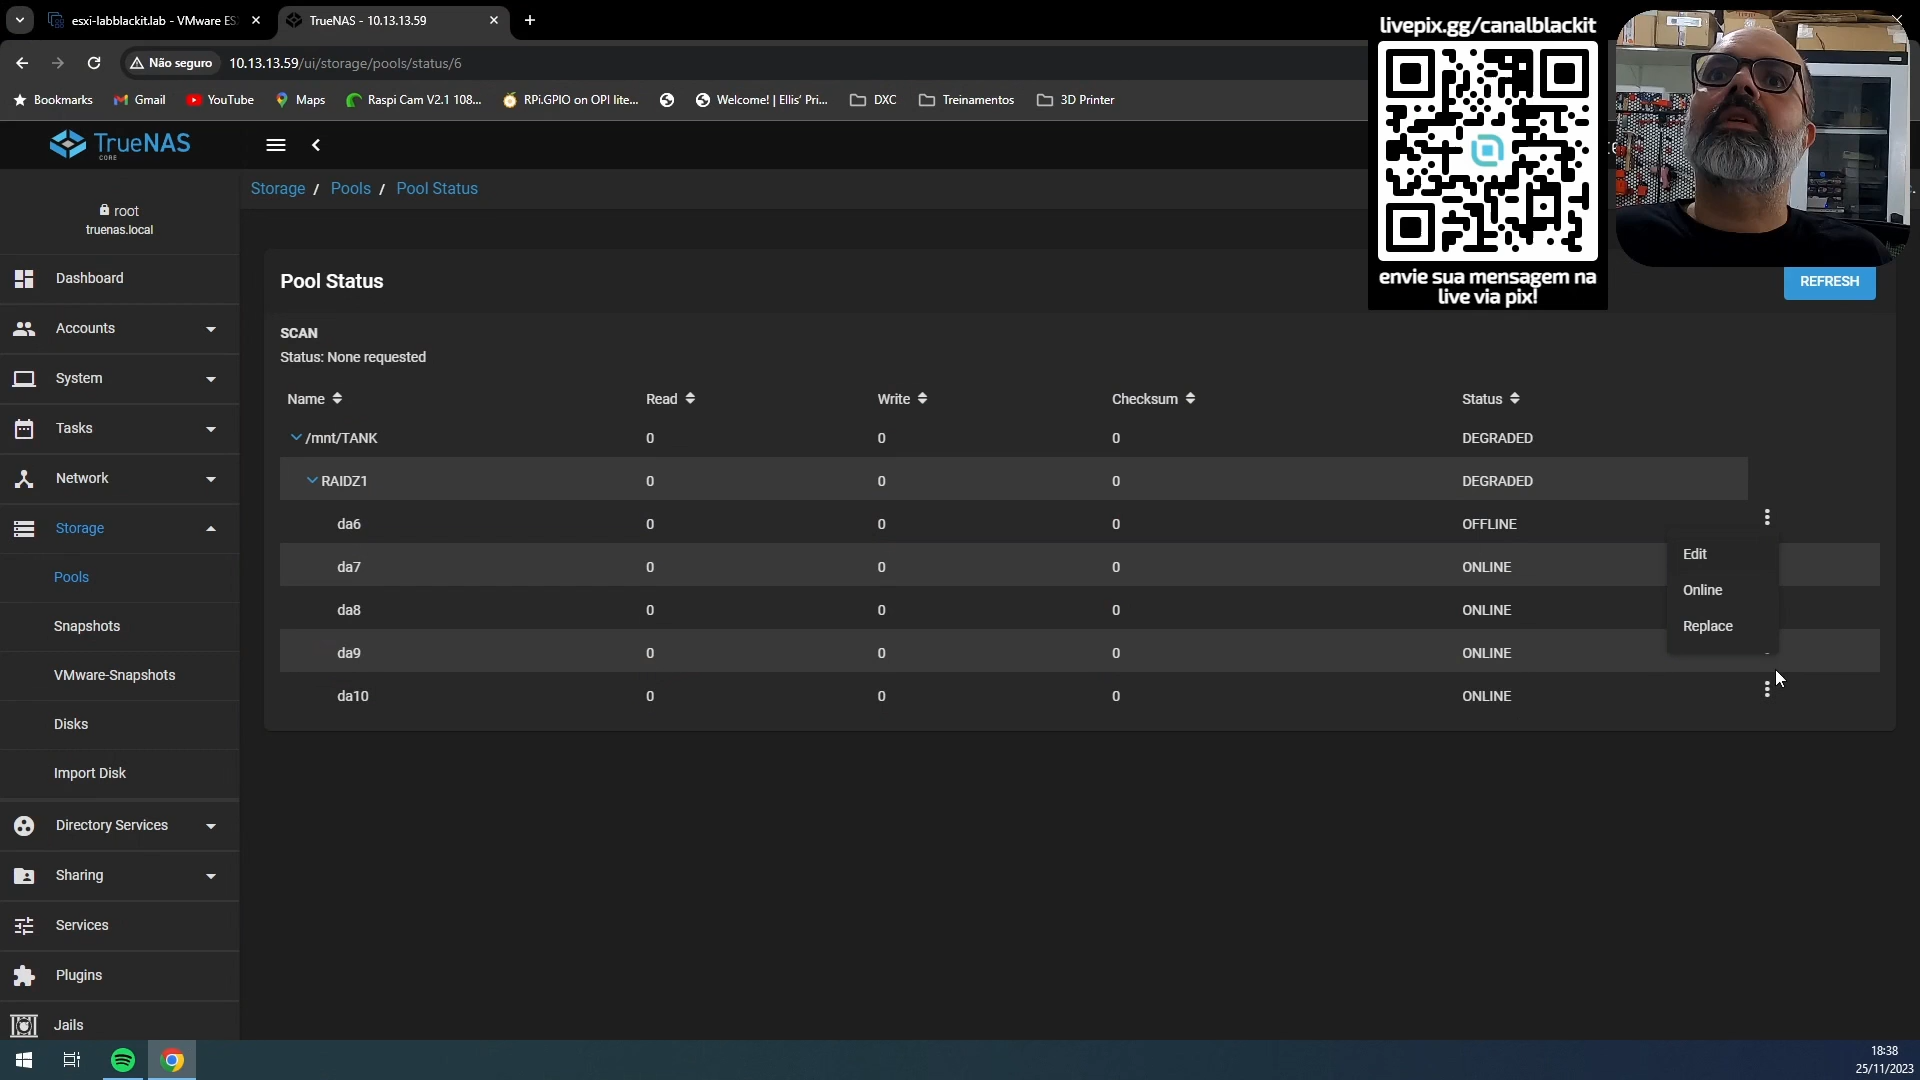 esxi-labblackit.lab - VMware ES
TrueNAS - 10.13.13.59
Não seguro
10.13.13.59/ui/storage/pools/status/6
Bookmarks
Gmail
YouTube
Maps
Raspi Cam V2.1 108...
RPi.GPIO on OPI lite...
Welcome! | Ellis' Pri...
DXC
Treinamentos
3D Printer
livepix.gg/canalblackit
envie sua mensagem na
live via pix!
TrueNAS
CORE
root
truenas.local
Dashboard
Accounts
System
Tasks
Network
Storage
Pools
Snapshots
VMware-Snapshots
Disks
Import Disk
Directory Services
Sharing
Services
Plugins
Jails
Storage / Pools / Pool Status
Pool Status
REFRESH
SCAN
Status: None requested
Name Read Write Checksum Status
/mnt/TANK 0 0 0 DEGRADED
RAIDZ1 0 0 0 DEGRADED
da6 0 0 0 OFFLINE
da7 0 0 0 ONLINE
da8 0 0 0 ONLINE
da9 0 0 0 ONLINE
da10 0 0 0 ONLINE
Edit
Online
Replace
18:38
25/11/2023